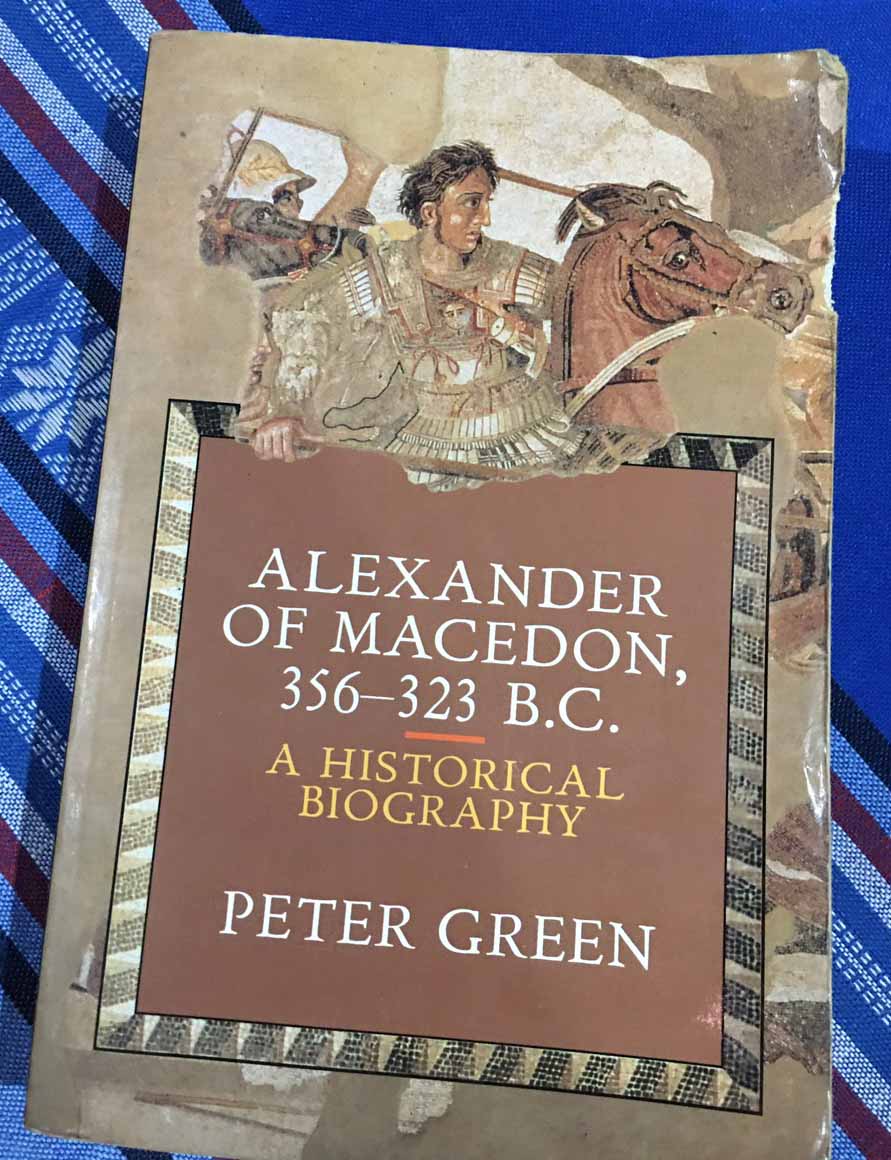 ALEXANDER
OF MACEDON,
356–323 B.C.
A HISTORICAL
BIOGRAPHY
PETER GREEN